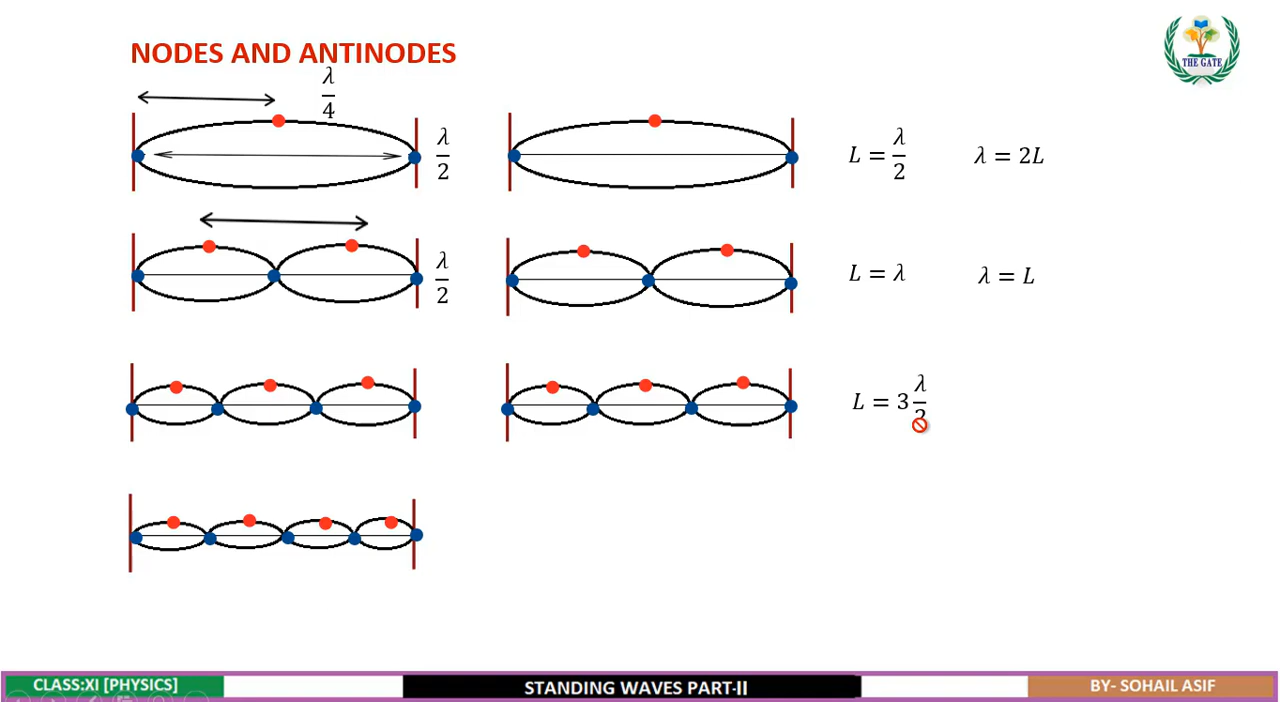 NODES AND ANTINODES
THE GATE
λ/4
λ/2
L = λ/2
λ = 2L
λ/2
L = λ
λ = L
L = 3 λ/2
CLASS:XI [PHYSICS]
STANDING WAVES PART-II
BY- SOHAIL ASIF